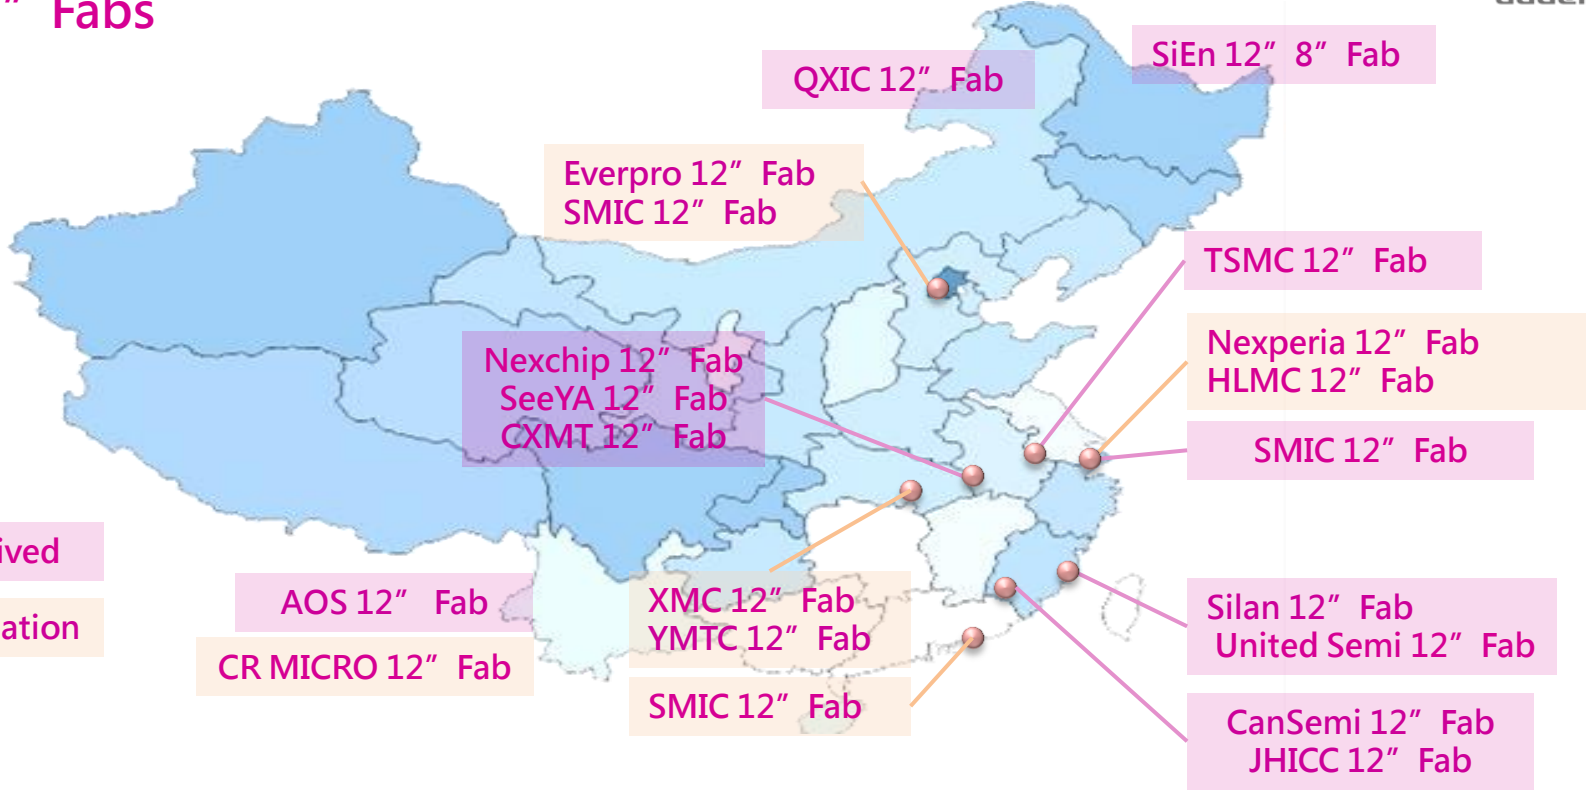 " Fabs
SiEn 12" 8" Fab
QXIC 12" Fab
Everpro 12" Fab
SMIC 12" Fab
TSMC 12" Fab
Nexperia 12" Fab
HLMC 12" Fab
Nexchip 12" Fab
SeeYA 12" Fab
CXMT 12" Fab
SMIC 12" Fab
ived
ation
AOS 12" Fab
CR MICRO 12" Fab
XMC 12" Fab
YMTC 12" Fab
SMIC 12" Fab
Silan 12" Fab
United Semi 12" Fab
CanSemi 12" Fab
JHICC 12" Fab